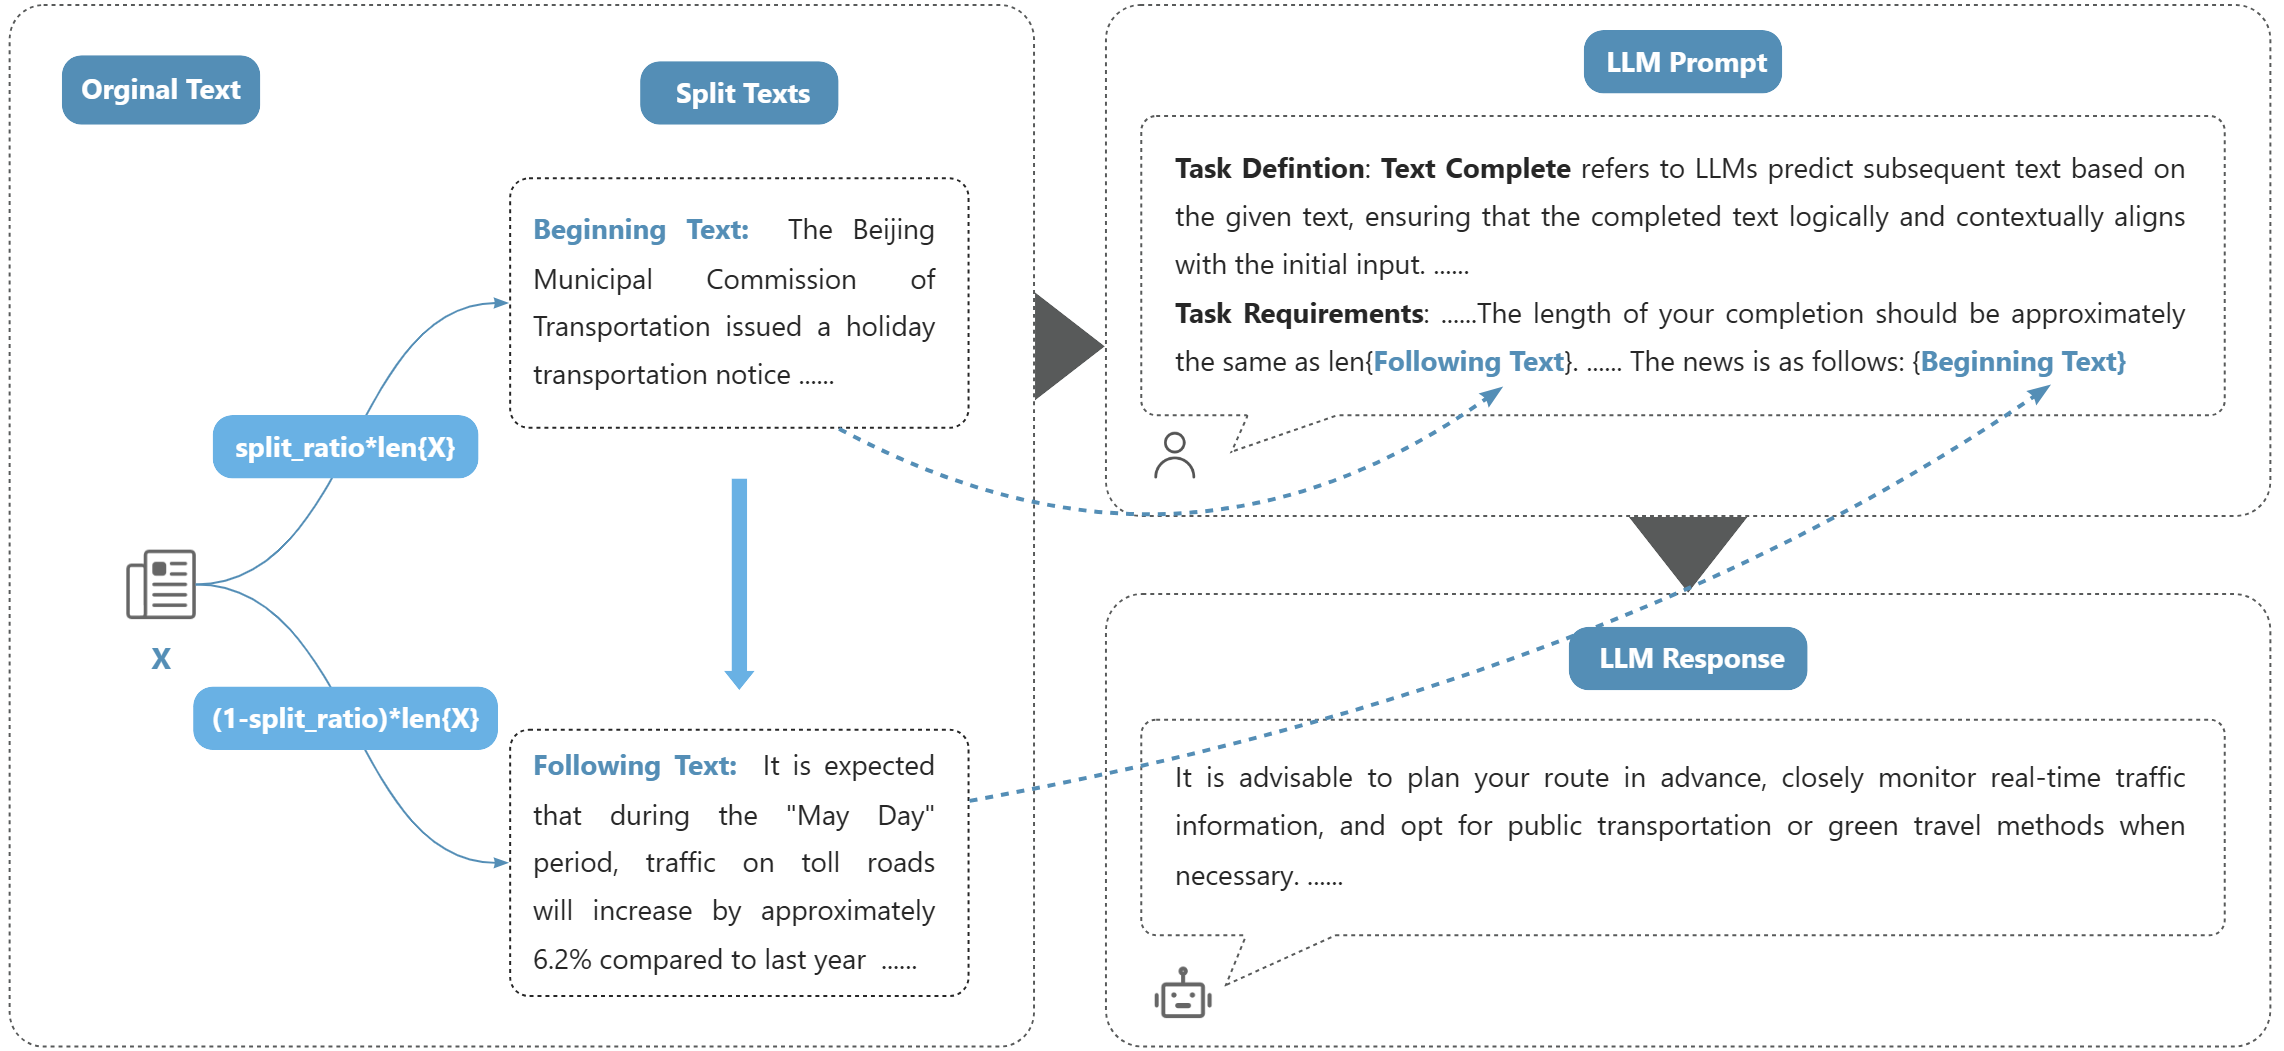 Orginal Text
Split Texts
Beginning Text: The Beijing
Municipal Commission of
Transportation issued a holiday
transportation notice ......
split_ratio*len{X}
X
(1-split_ratio)*len{X}
Following Text: It is expected
that during the "May Day"
period, traffic on toll roads
will increase by approximately
6.2% compared to last year ......
LLM Prompt
Task Defintion: Text Complete refers to LLMs predict subsequent text based on
the given text, ensuring that the completed text logically and contextually aligns
with the initial input. ......
Task Requirements: ......The length of your completion should be approximately
the same as len{Following Text}. ...... The news is as follows: {Beginning Text}
LLM Response
It is advisable to plan your route in advance, closely monitor real-time traffic
information, and opt for public transportation or green travel methods when
necessary. ......